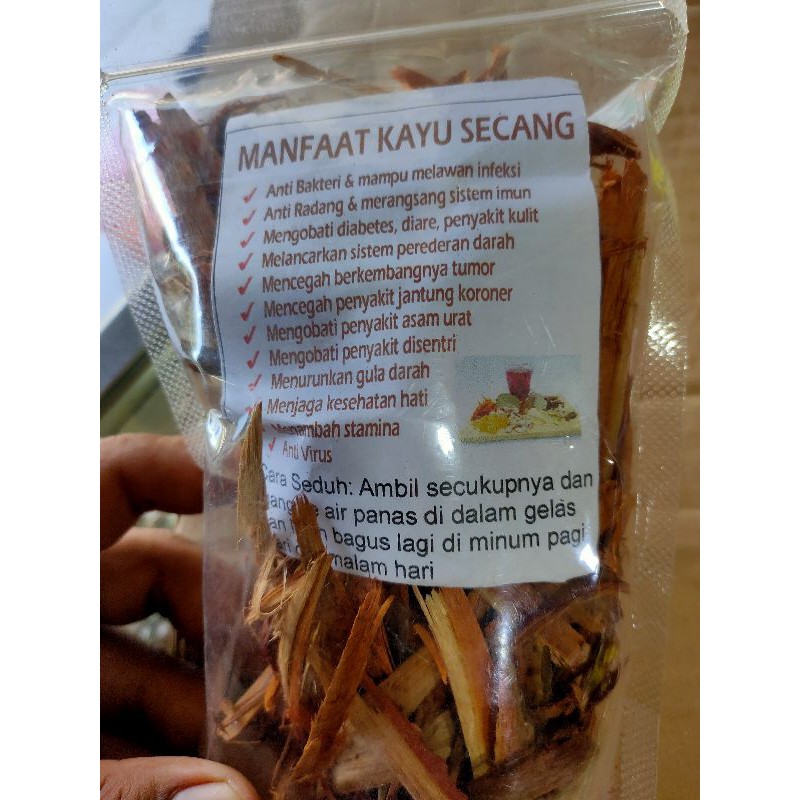 MANFAAT KAYU SECANG
✓ Anti Bakteri & mampu melawan infeksi
✓ Anti Radang & merangsang sistem imun
✓ Mengobati diabetes, diare, penyakit kulit
✓ Melancarkan sistem perederan darah
✓ Mencegah berkembangnya tumor
✓ Mencegah penyakit jantung koroner
✓ Mengobati penyakit asam urat
✓ Mengobati penyakit disentri
✓ Menurunkan gula darah
✓ Menjaga kesehatan hati
Menambah stamina
✓ Anti Virus
Cara Seduh: Ambil secukupnya dan
air panas di dalam gelas
bagus lagi di minum pagi
malam hari